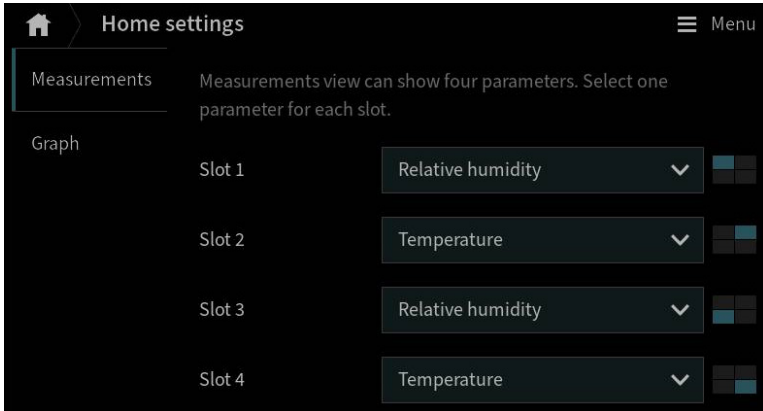 Home settings
Menu
Measurements
Measurements view can show four parameters. Select one
parameter for each slot.
Graph
Slot 1
Relative humidity
Slot 2
Temperature
Slot 3
Relative humidity
Slot 4
Temperature